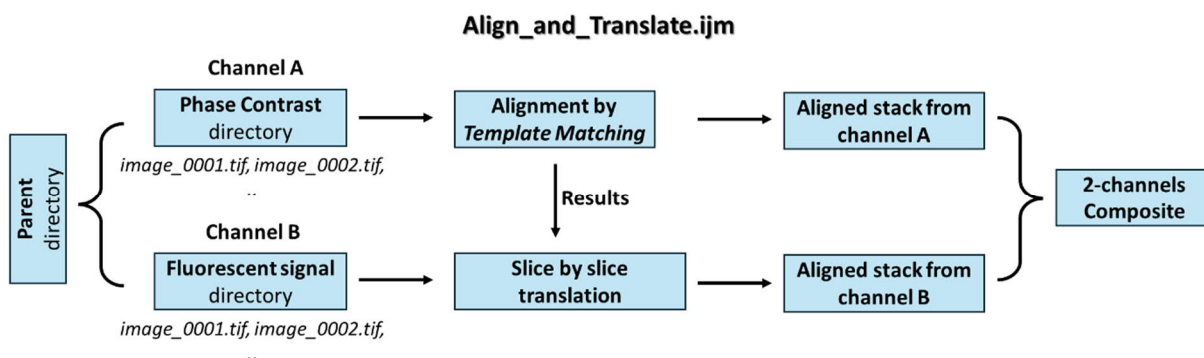 Align_and_Translate.ijm
Parent
directory
Channel A
Phase Contrast
directory
image_0001.tif, image_0002.tif,
..
Channel B
Fluorescent signal
directory
image_0001.tif, image_0002.tif,
..
Alignment by
Template Matching
Results
Slice by slice
translation
Aligned stack from
channel A
Aligned stack from
channel B
2-channels
Composite